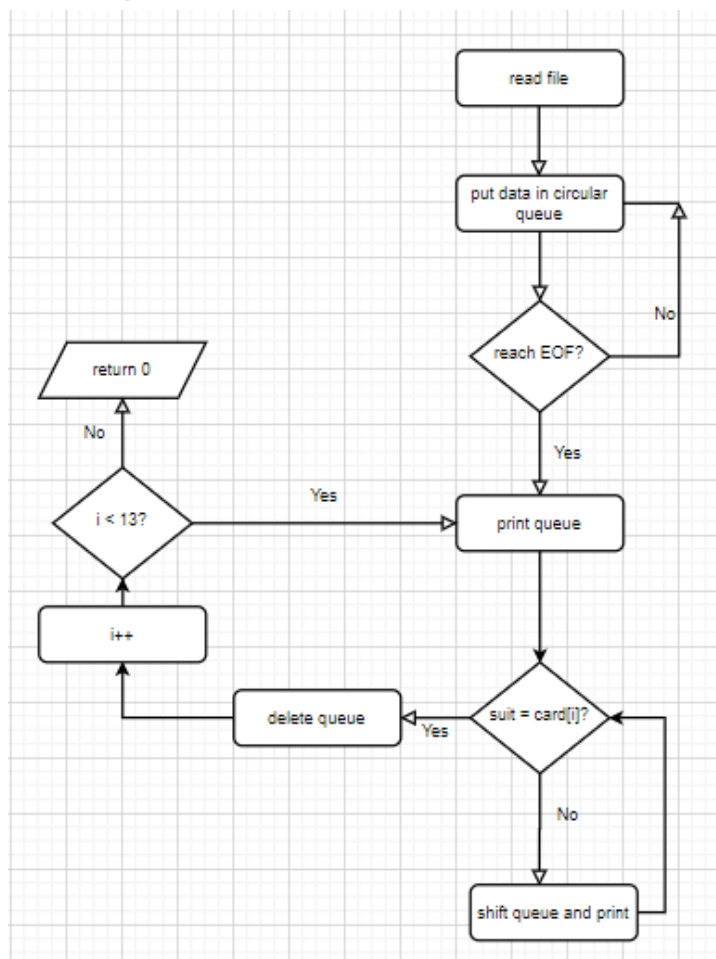 read file
put data in circular
queue
No
reach EOF?
return 0
No
Yes
Yes
i < 13?
print queue
i++
delete queue
Yes
suit = card[i]?
No
shift queue and print